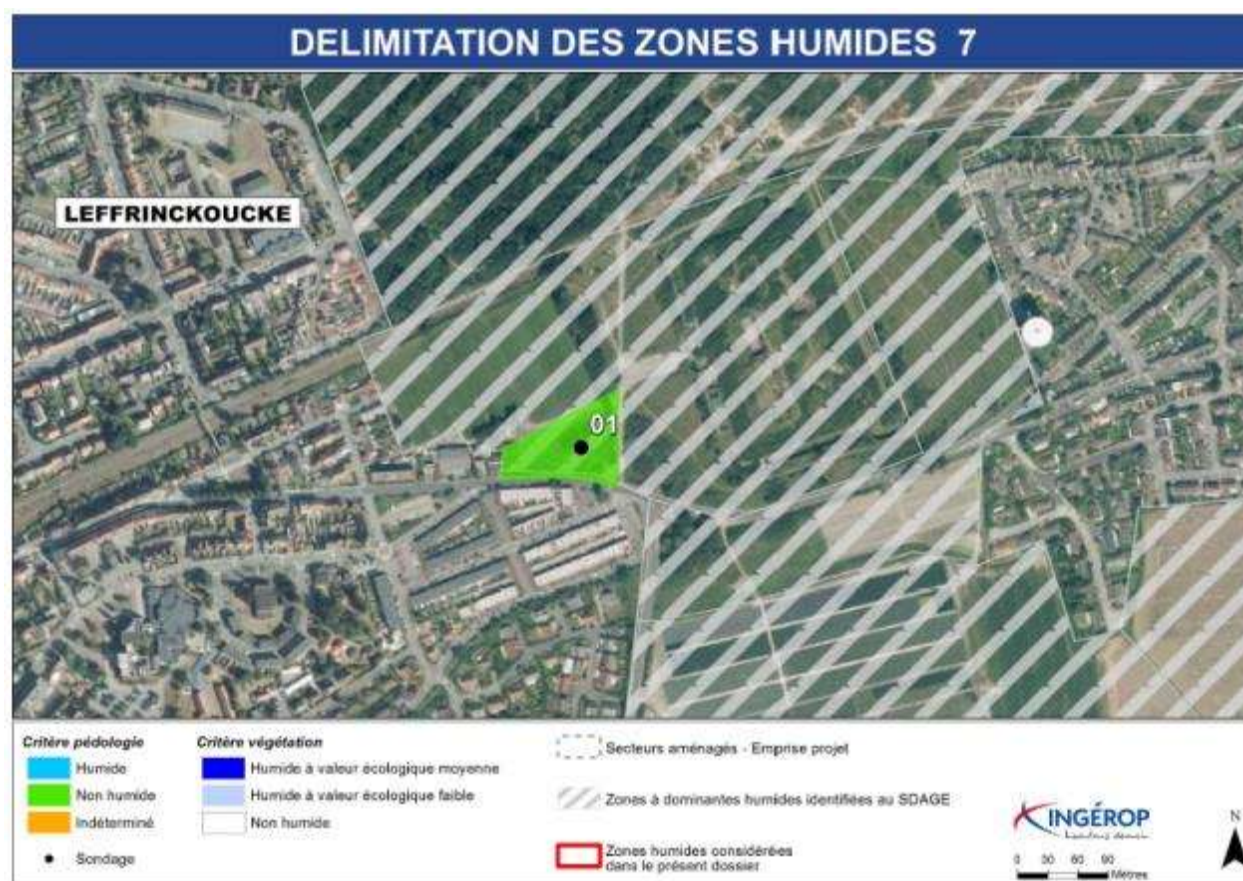 DELIMITATION DES ZONES HUMIDES 7
LEFFRINCKOUCKE
01
Critère pédologie
Humide
Non humide
Indéterminé
Sondage
Critère végétation
Humide à valeur écologique moyenne
Humide à valeur écologique faible
Non humide
Secteurs aménagés - Emprise projet
Zones à dominantes humides identifiées au SDAGE
Zones humides considérées
dans le présent dossier
INGÉROP
Inventons demain
0 30 60 90
Mètres
N